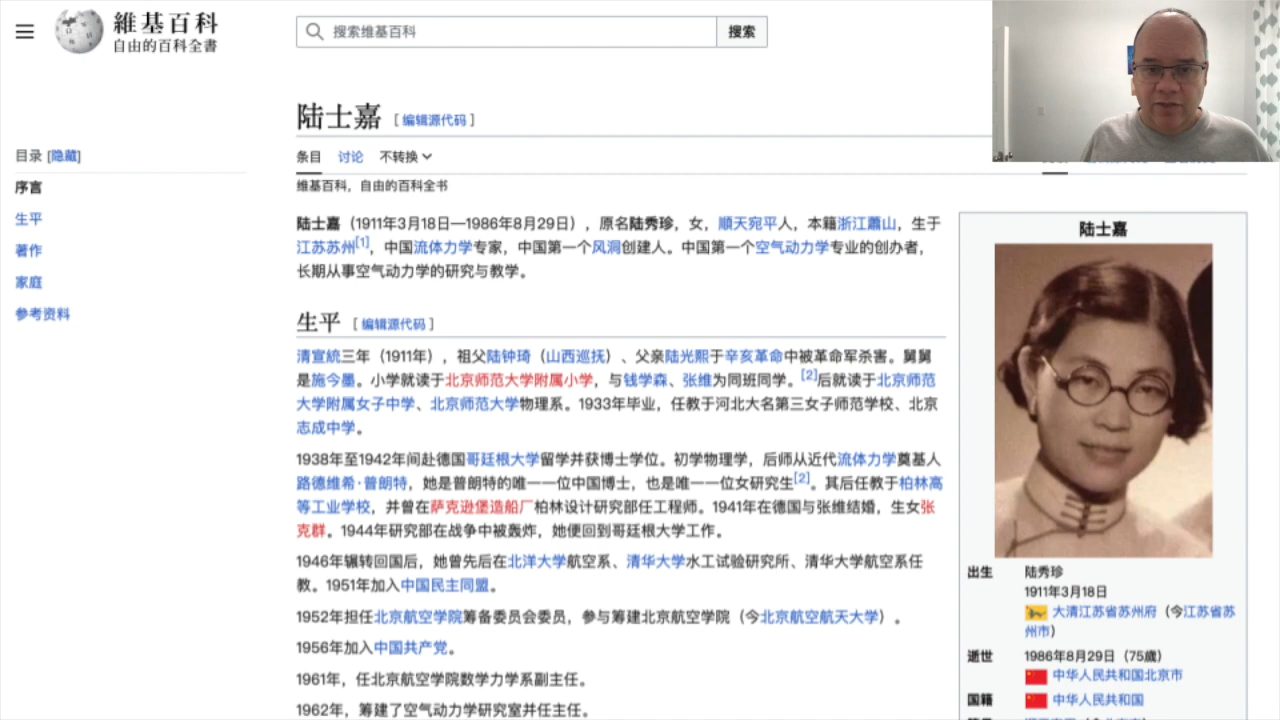 維基百科
自由的百科全書
搜索维基百科
搜索
陆士嘉 [ 编辑源代码 ]
目录 [隐藏]
条目 讨论 不转换
序言
维基百科，自由的百科全书
生平
著作
家庭
参考资料
陆士嘉（1911年3月18日—1986年8月29日），原名陆秀珍，女，順天宛平人，本籍浙江蕭山，生于
江苏苏州[1]，中国流体力学专家，中国第一个风洞创建人。中国第一个空气动力学专业的创办者，
长期从事空气动力学的研究与教学。
生平 [ 编辑源代码 ]
清宣統三年（1911年），祖父陆钟琦（山西巡抚）、父亲陆光熙于辛亥革命中被革命军杀害。舅舅
是施今墨。小学就读于北京师范大学附属小学，与钱学森、张维为同班同学。[2]后就读于北京师范
大学附属女子中学、北京师范大学物理系。1933年毕业，任教于河北大名第三女子师范学校、北京
志成中学。
1938年至1942年间赴德国哥廷根大学留学并获博士学位。初学物理学，后师从近代流体力学奠基人
路德维希·普朗特，她是普朗特的唯一一位中国博士，也是唯一一位女研究生[2]。其后任教于柏林高
等工业学校，并曾在萨克逊堡造船厂柏林设计研究部任工程师。1941年在德国与张维结婚，生女张
克群。1944年研究部在战争中被轰炸，她便回到哥廷根大学工作。
1946年辗转回国后，她曾先后在北洋大学航空系、清华大学水工试验研究所、清华大学航空系任
教。1951年加入中国民主同盟。
1952年担任北京航空学院筹备委员会委员，参与筹建北京航空学院（今北京航空航天大学）。
1956年加入中国共产党。
1961年，任北京航空学院数学力学系副主任。
1962年，筹建了空气动力学研究室并任主任。
陆士嘉
出生 陆秀珍
1911年3月18日
大清江苏省苏州府（今江苏省苏
州市）
逝世 1986年8月29日（75歲）
中华人民共和国北京市
国籍 中华人民共和国